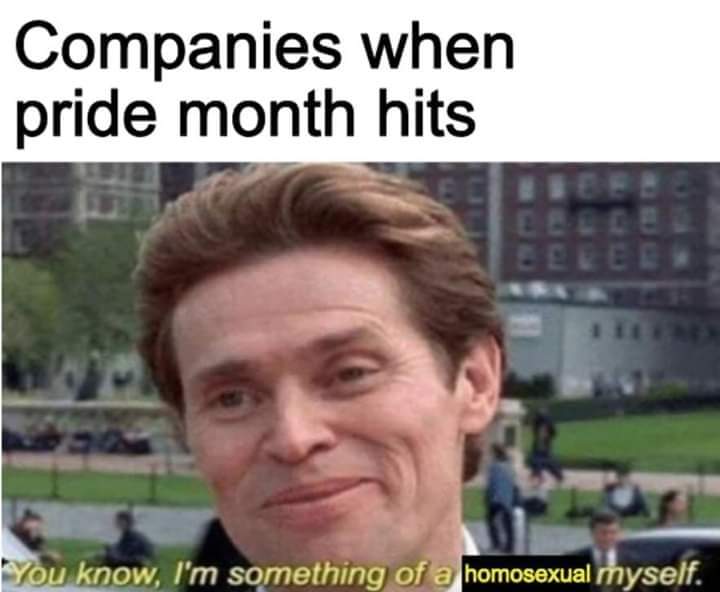 Companies when
pride month hits
You know, I'm something of a homosexual myself.